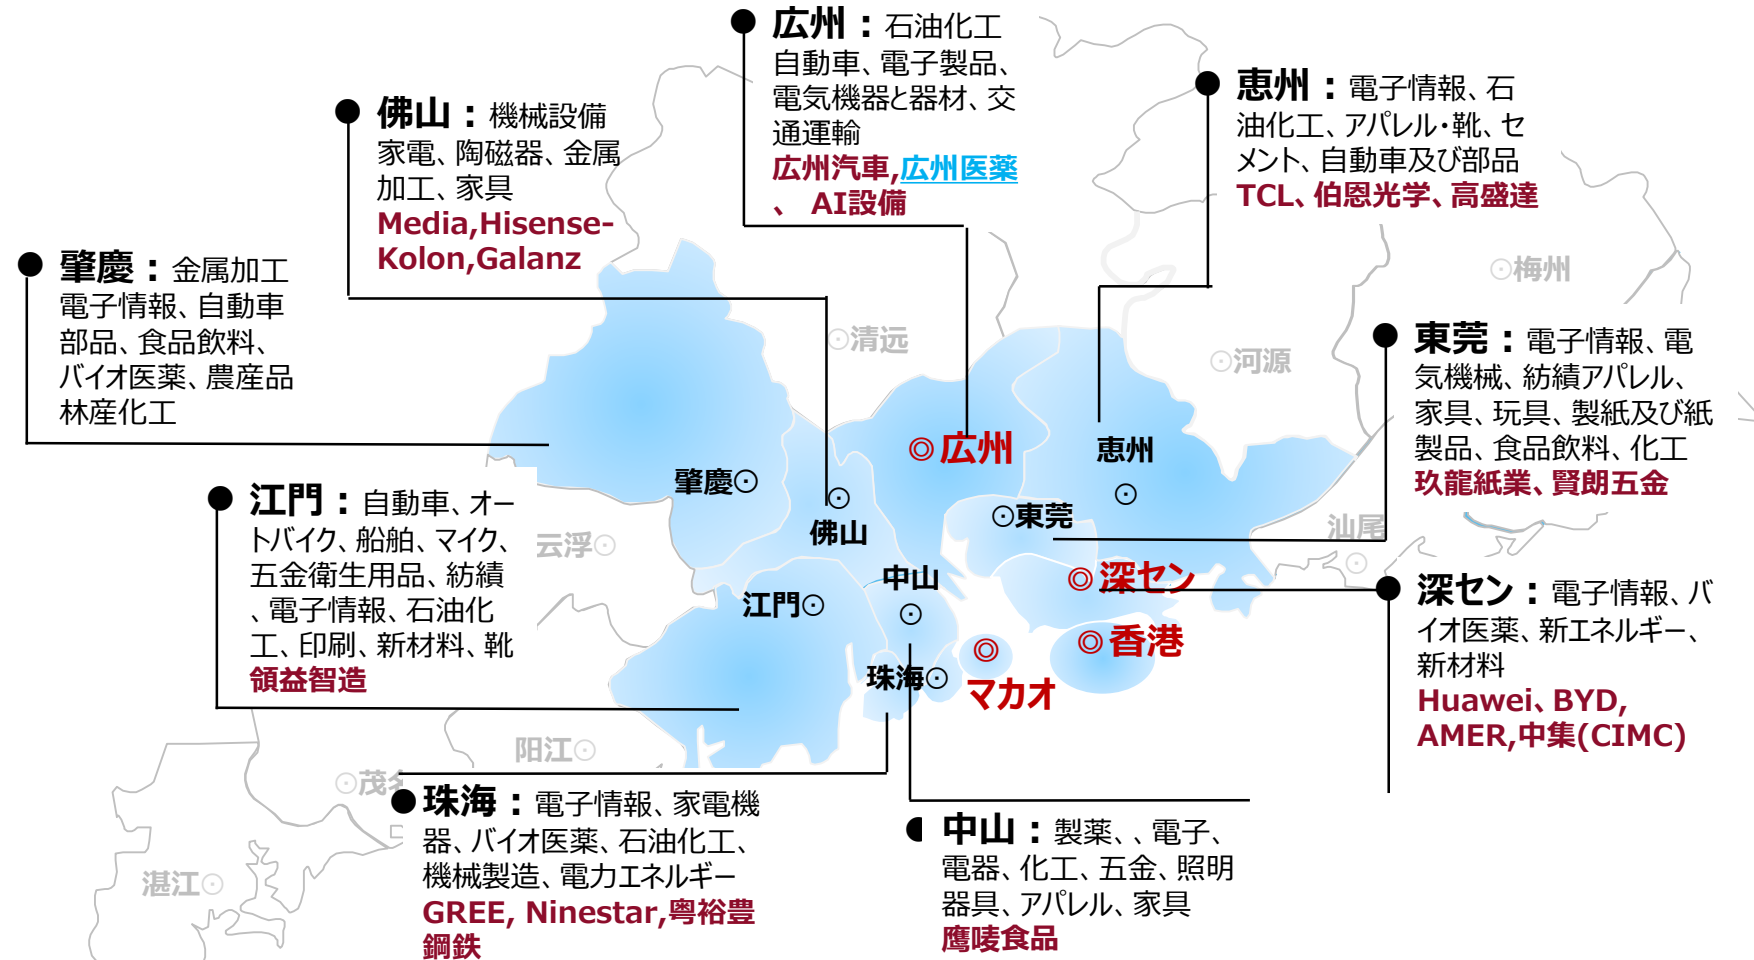 広州：石油化工
自動車、電子製品、
電気機器と器材、交
通運輸
広州汽車,広州医薬
、 AI設備
佛山：機械設備
家電、陶磁器、金属
加工、家具
Media,Hisense-
Kolon,Galanz
恵州：電子情報、石
油化工、アパレル・靴、セ
メント、自動車及び部品
TCL、伯恩光学、高盛達
肇慶：金属加工
電子情報、自動車
部品、食品飲料、
バイオ医薬、農産品
林産化工
東莞：電子情報、電
気機械、紡績アパレル、
家具、玩具、製紙及び紙
製品、食品飲料、化工
玖龍紙業、賢朗五金
江門：自動車、オー
トバイク、船舶、マイク、
五金衛生用品、紡績
、電子情報、石油化
工、印刷、新材料、靴
領益智造
深セン：電子情報、バ
イオ医薬、新エネルギー、
新材料
Huawei、BYD,
AMER,中集(CIMC)
珠海：電子情報、家電機
器、バイオ医薬、石油化工、
機械製造、電力エネルギー
GREE, Ninestar,粤裕豊
鋼鉄
中山：製薬、、電子、
電器、化工、五金、照明
器具、アパレル、家具
鹰唛食品
梅州
清远
河源
広州
恵州
肇慶
佛山
東莞
汕尾
云浮
中山
深セン
江門
香港
珠海
マカオ
阳江
茂名
湛江